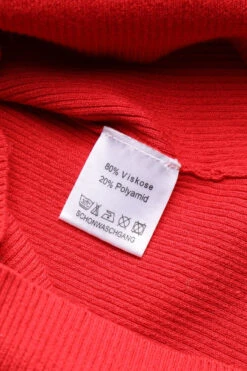 80% Viskose
20% Polyamid
SCHONWASCHGANG